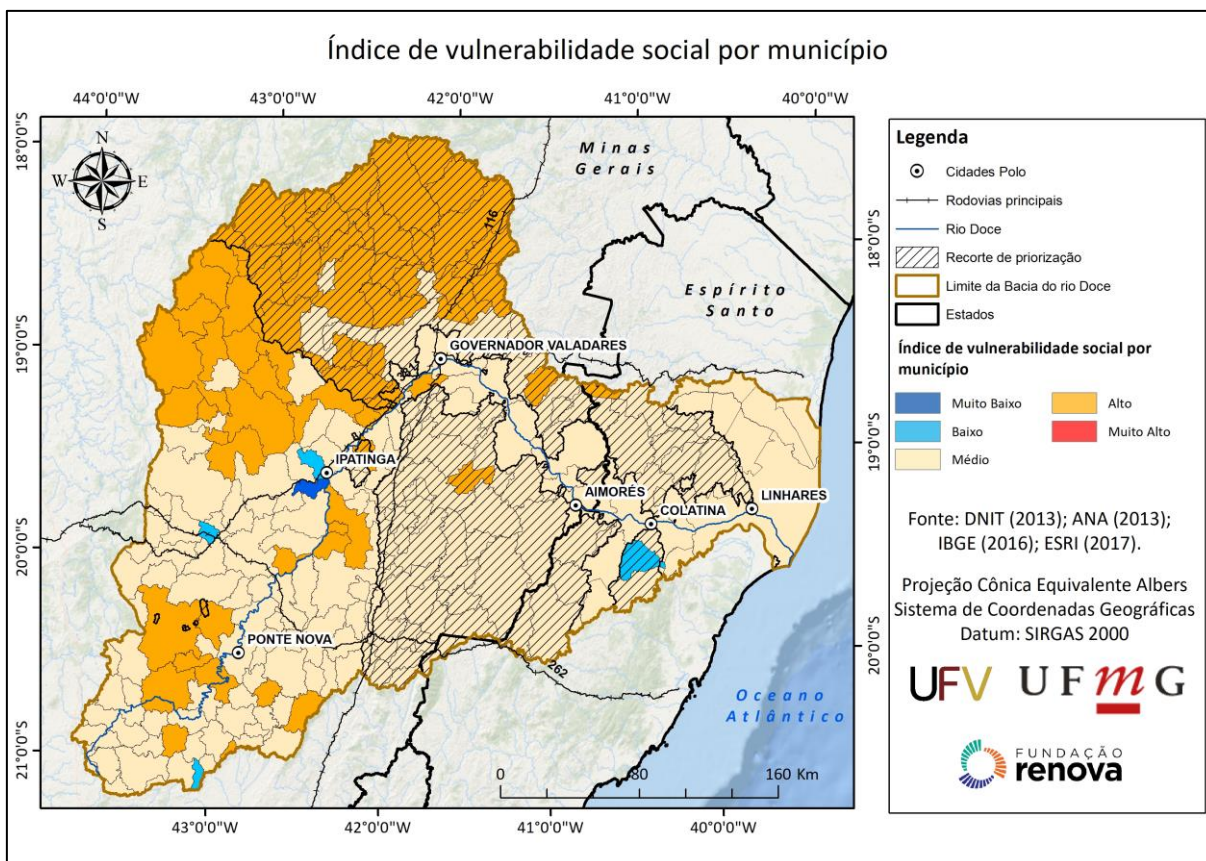 Índice de vulnerabilidade social por município
44°0'0"W 43°0'0"W 42°0'0"W 41°0'0"W 40°0'0"W
18°0'0"S
19°0'0"S
20°0'0"S
21°0'0"S
18°0'0"S
19°0'0"S
20°0'0"S
43°0'0"W 42°0'0"W 41°0'0"W 40°0'0"W
N
W E
S
Minas
Gerais
116
Espírito
Santo
GOVERNADOR VALADARES
IPATINGA
AIMORÉS
COLATINA
LINHARES
PONTE NOVA
262
Oceano
Atlântico
0 80 160 Km
Legenda
Cidades Polo
Rodovias principais
Rio Doce
Recorte de priorização
Limite da Bacia do rio Doce
Estados
Índice de vulnerabilidade social por
município
Muito Baixo Alto
Baixo Muito Alto
Médio
Fonte: DNIT (2013); ANA (2013);
IBGE (2016); ESRI (2017).
Projeção Cônica Equivalente Albers
Sistema de Coordenadas Geográficas
Datum: SIRGAS 2000
UFV UFmG
FUNDAÇÃO
renova